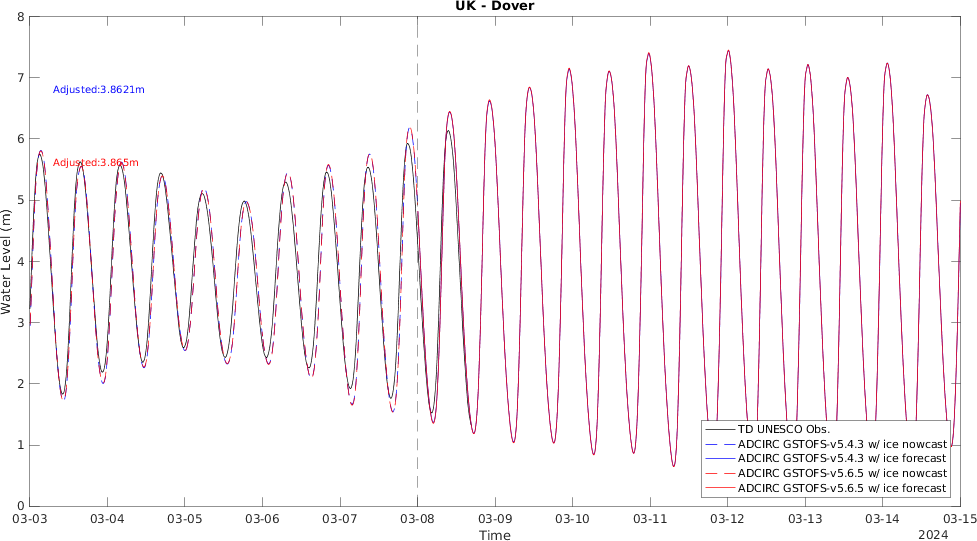 UK - Dover
8
7
6
5
4
3
2
1
0
Water Level (m)
Adjusted:3.8621m
Adjusted:3.865m
TD UNESCO Obs.
ADCIRC GSTOFS-v5.4.3 w/ ice nowcast
ADCIRC GSTOFS-v5.4.3 w/ ice forecast
ADCIRC GSTOFS-v5.6.5 w/ ice nowcast
ADCIRC GSTOFS-v5.6.5 w/ ice forecast
03-03 03-04 03-05 03-06 03-07 03-08 03-09 03-10 03-11 03-12 03-13 03-14 03-15
Time
2024